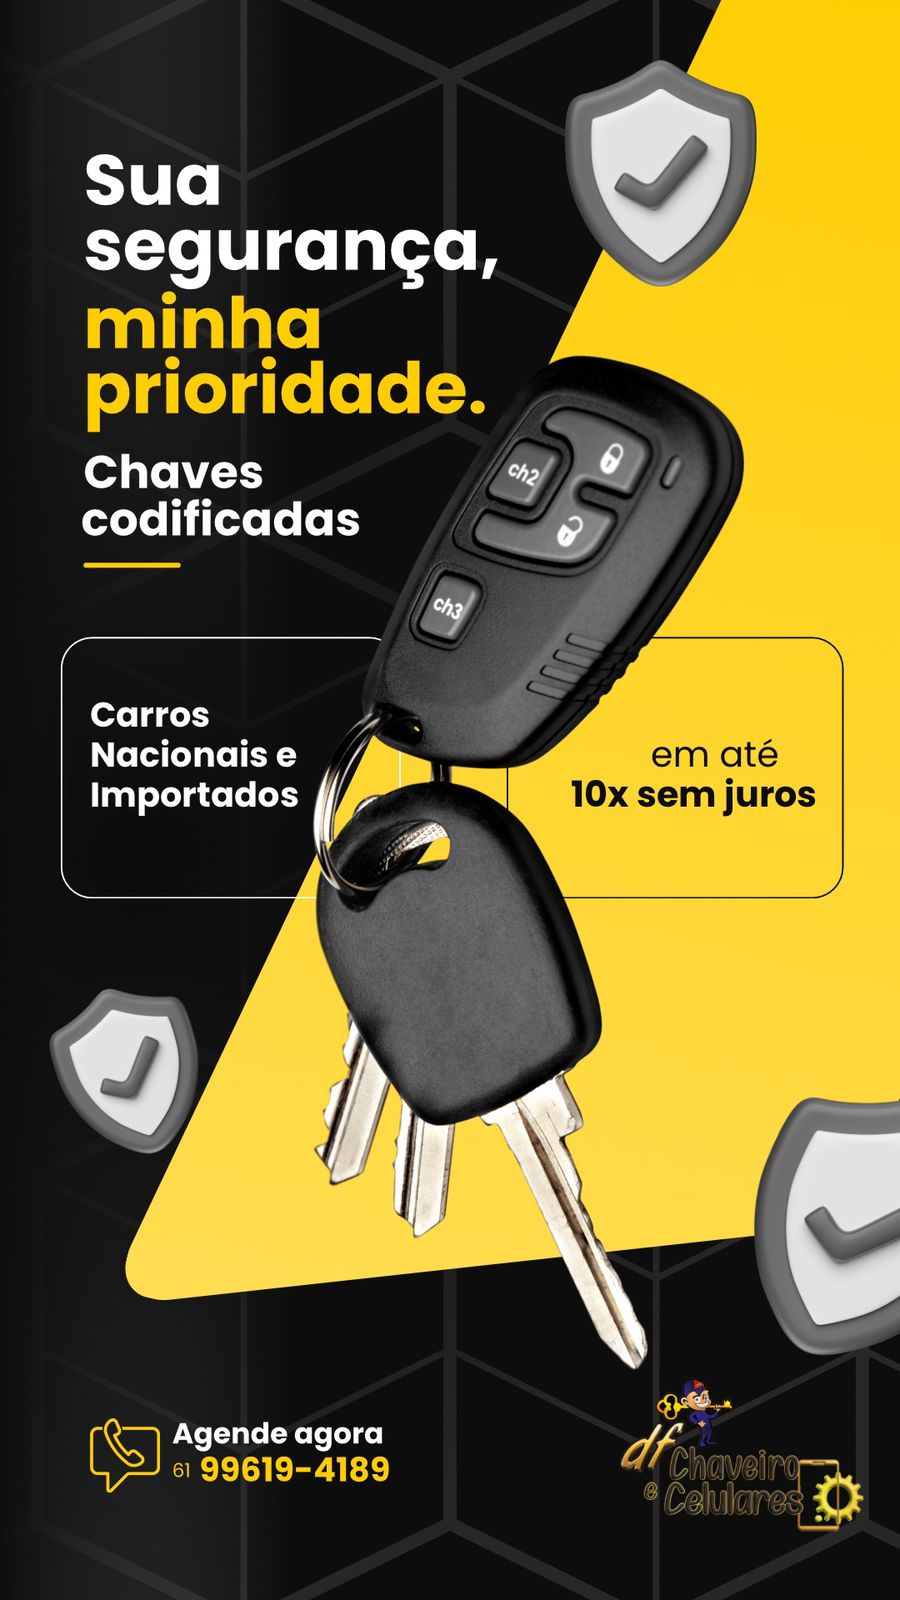 Sua
segurança,
minha
prioridade.
Chaves
codificadas
ch2
ch3
Carros
Nacionais e
Importados
em até
10x sem juros
Agende agora
61 99619-4189
df Chaveiro
e Celulares